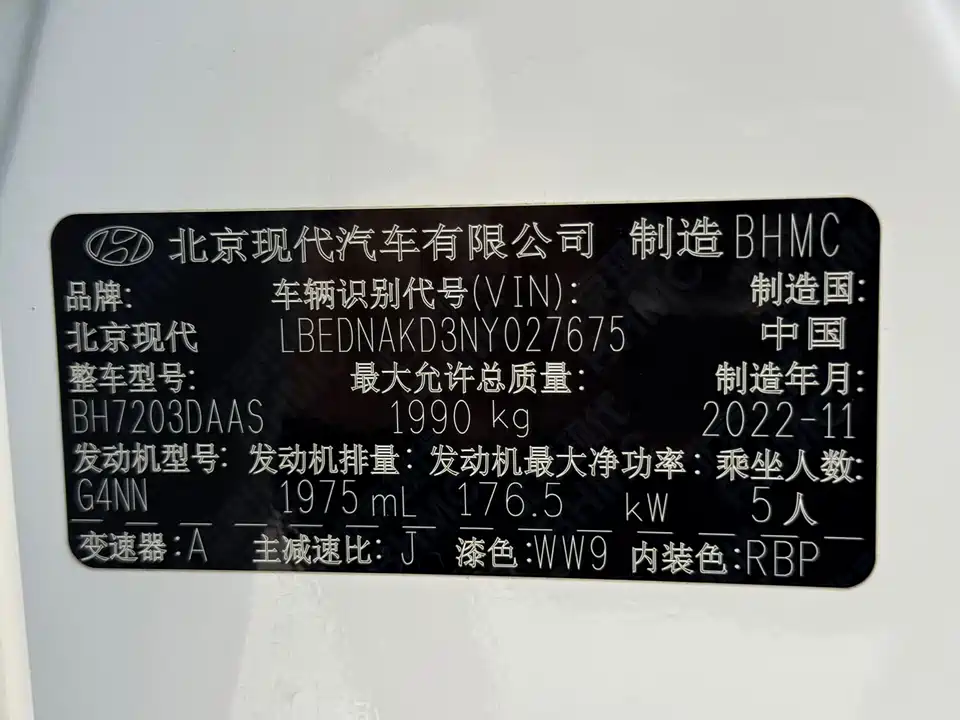 北京现代汽车有限公司 制造 BHMC
品牌: 车辆识别代号(VIN): 制造国:
北京现代 LBEDNAKD3NY027675 中国
整车型号: 最大允许总质量: 制造年月:
BH7203DAAS 1990 kg 2022-11
发动机型号: 发动机排量: 发动机最大净功率: 乘坐人数:
G4NN 1975 mL 176.5 kW 5人
变速器:A 主减速比:J 漆色:WW9 内装色:RBP